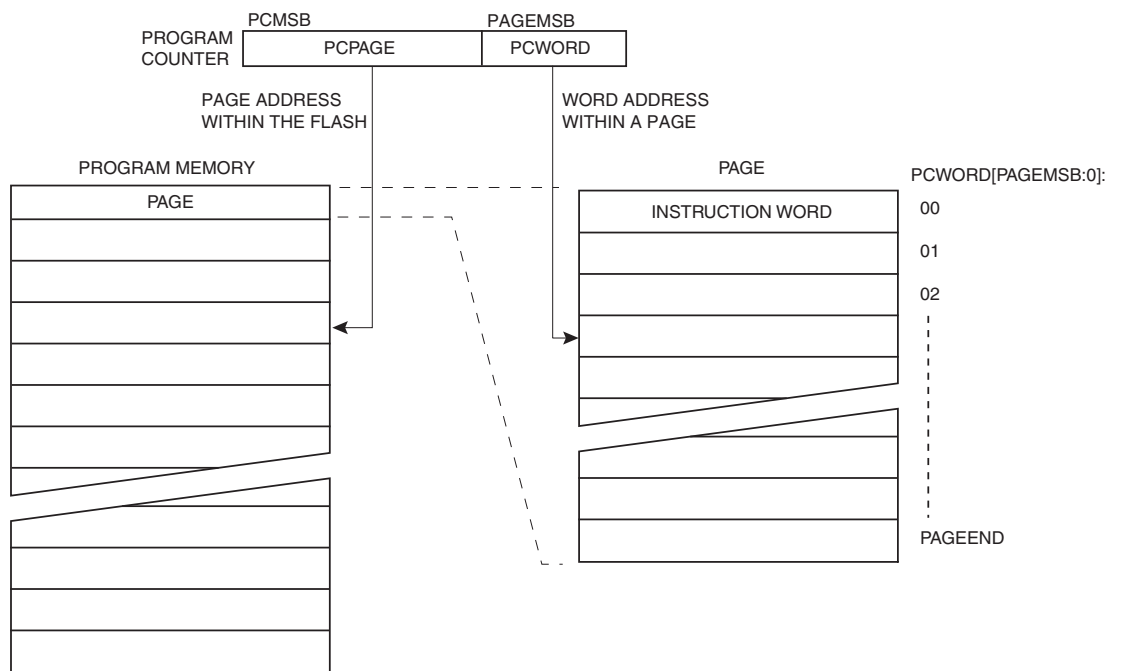 PCMSB
PAGEMSB
PROGRAM
COUNTER
PCPAGE
PCWORD
PAGE ADDRESS
WITHIN THE FLASH
WORD ADDRESS
WITHIN A PAGE
PROGRAM MEMORY
PAGE
PAGE
INSTRUCTION WORD
PCWORD[PAGEMSB:0]:
00
01
02
PAGEEND